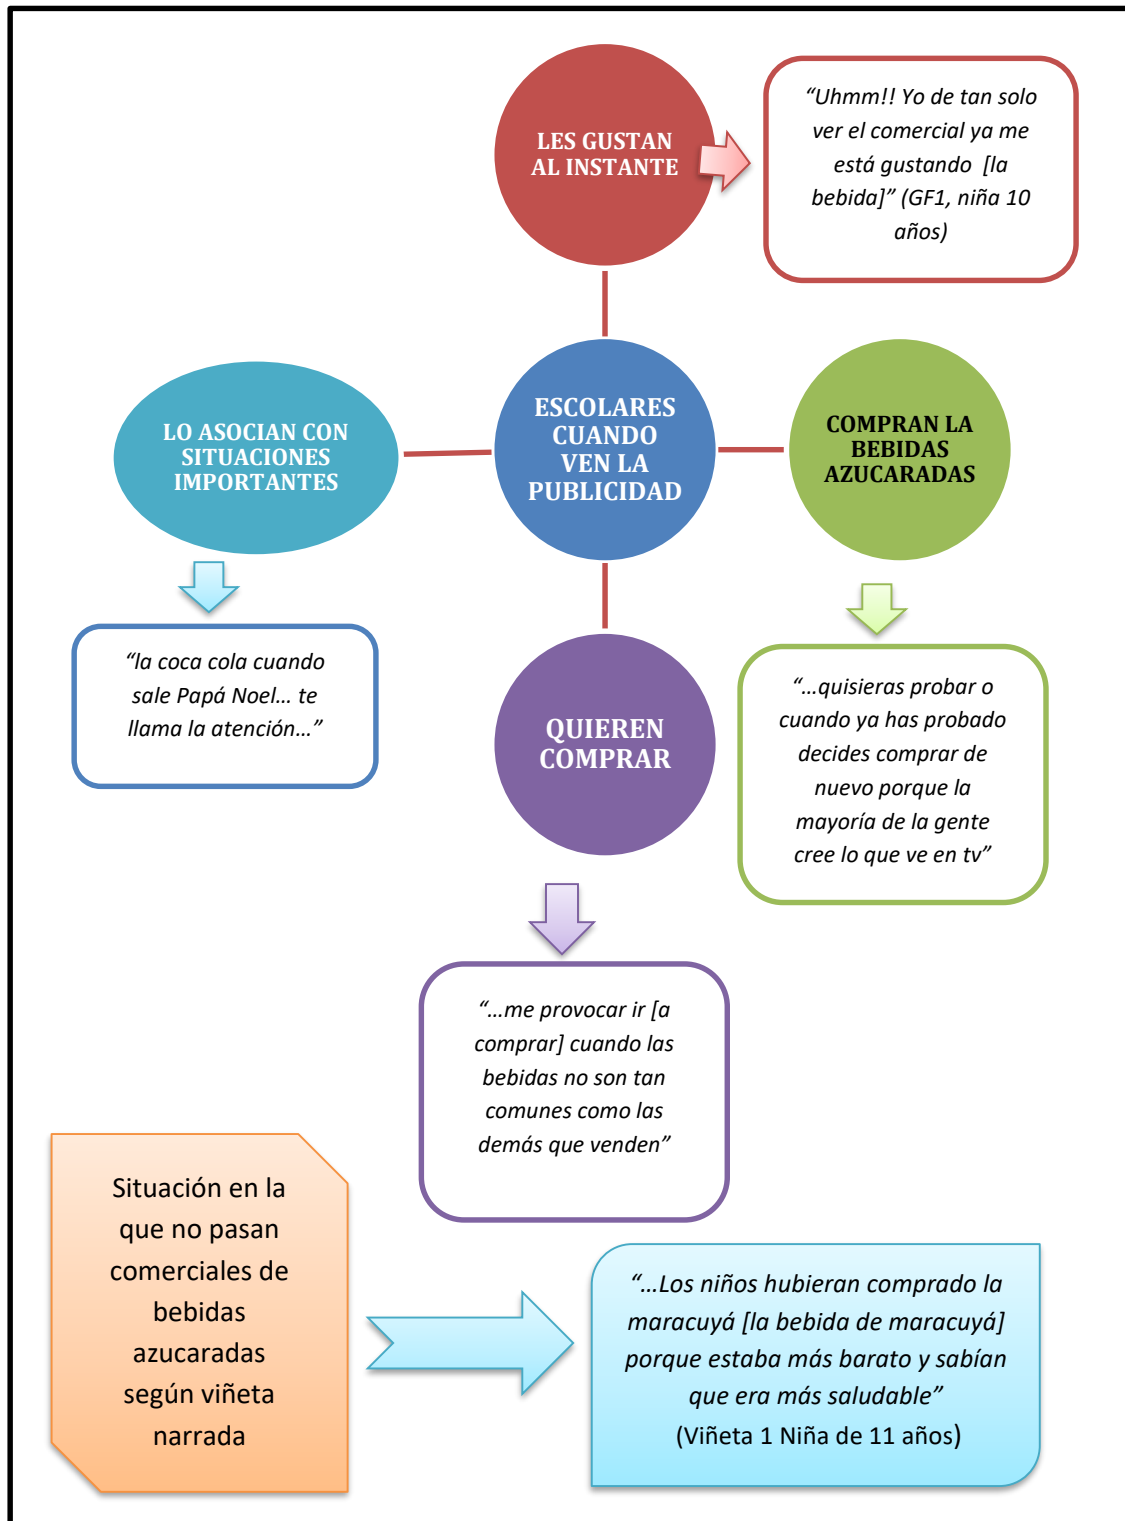 LES GUSTAN
AL INSTANTE
“Uhmm!! Yo de tan solo
ver el comercial ya me
está gustando [la
bebida]” (GF1, niña 10
años)
LO ASOCIAN CON
SITUACIONES
IMPORTANTES
ESCOLARES
CUANDO
VEN LA
PUBLICIDAD
COMPRAN LA
BEBIDAS
AZUCARADAS
“la coca cola cuando
sale Papá Noel… te
llama la atención…”
QUIEREN
COMPRAR
“…quisieras probar o
cuando ya has probado
decides comprar de
nuevo porque la
mayoría de la gente
cree lo que ve en tv”
“…me provocar ir [a
comprar] cuando las
bebidas no son tan
comunes como las
demás que venden”
Situación en la
que no pasan
comerciales de
bebidas
azucaradas
según viñeta
narrada
“…Los niños hubieran comprado la
maracuyá [la bebida de maracuyá]
porque estaba más barato y sabían
que era más saludable”
(Viñeta 1 Niña de 11 años)